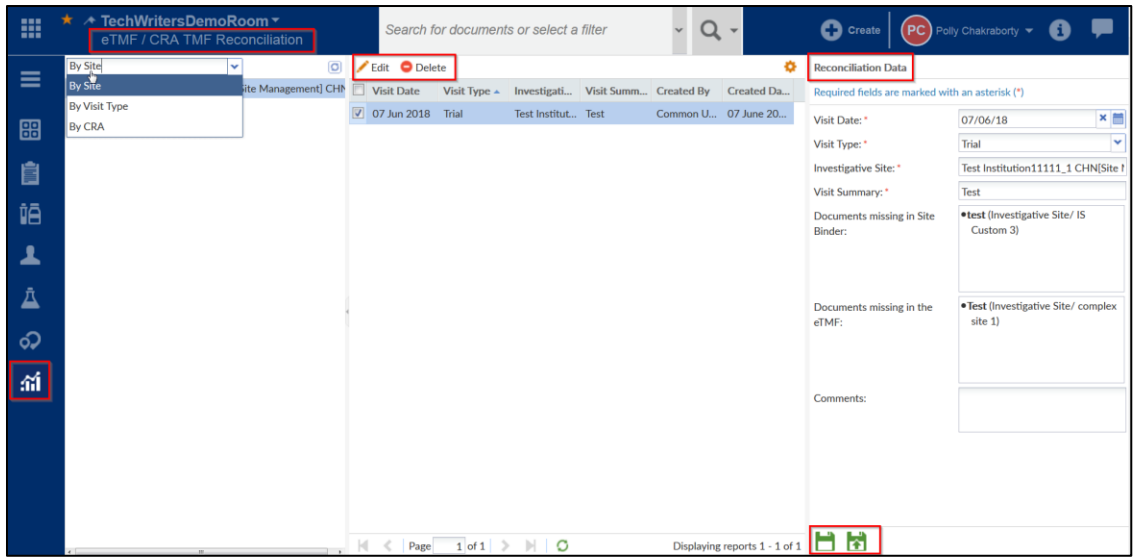 TechWritersDemoRoom
eTMF / CRA TMF Reconciliation
Search for documents or select a filter
Create
PC
Polly Chakraborty
By Site
By Site
By Visit Type
By CRA
ite Management] CHN
Edit
Delete
Visit Date Visit Type Investigati... Visit Summ... Created By Created Da...
07 Jun 2018 Trial Test Institut... Test Common U... 07 June 20...
Page 1 of 1
Displaying reports 1 - 1 of 1
Reconciliation Data
Required fields are marked with an asterisk (*)
Visit Date: * 07/06/18
Visit Type: * Trial
Investigative Site: * Test Institution11111_1 CHN[Site
Visit Summary: * Test
Documents missing in Site •test (Investigative Site/ IS
Binder: Custom 3)
Documents missing in the •Test (Investigative Site/ complex
eTMF: site 1)
Comments: